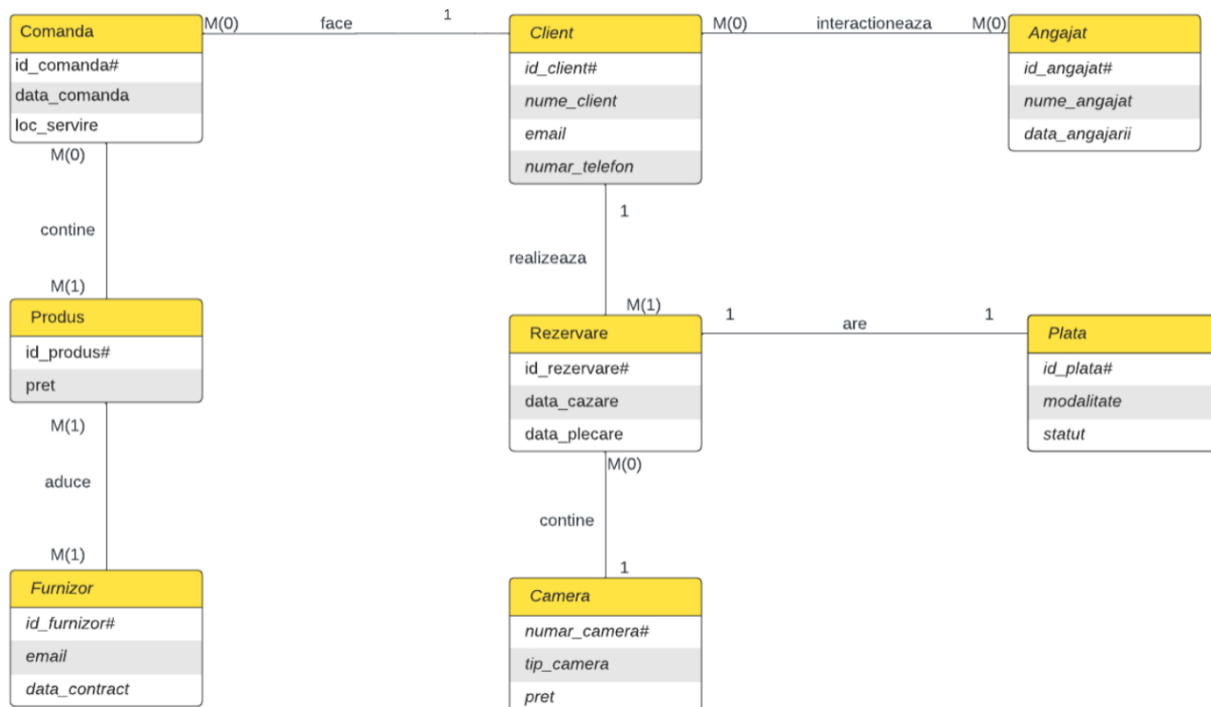 M(0) face 1
M(0) interactioneaza M(0)
Comanda
id_comanda#
data_comanda
loc_servire
Client
id_client#
nume_client
email
numar_telefon
Angajat
id_angajat#
nume_angajat
data_angajarii
M(0)
contine
M(1)
1
realizeaza
M(1)
Produs
id_produs#
pret
Rezervare
id_rezervare#
data_cazare
data_plecare
1 are 1
Plata
id_plata#
modalitate
statut
M(1)
aduce
M(1)
M(0)
contine
1
Furnizor
id_furnizor#
email
data_contract
Camera
numar_camera#
tip_camera
pret